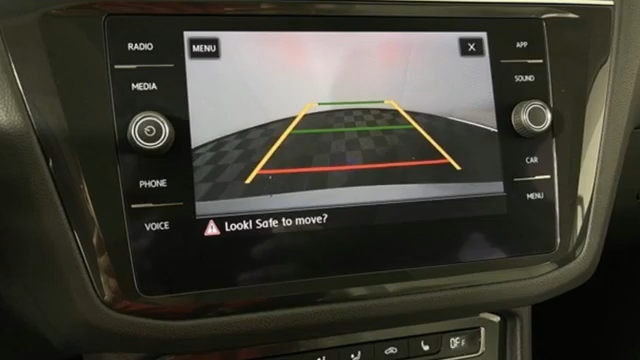 RADIO
MEDIA
PHONE
VOICE
MENU
X
Look! Safe to move?
APP
SOUND
CAR
MENU
OFF